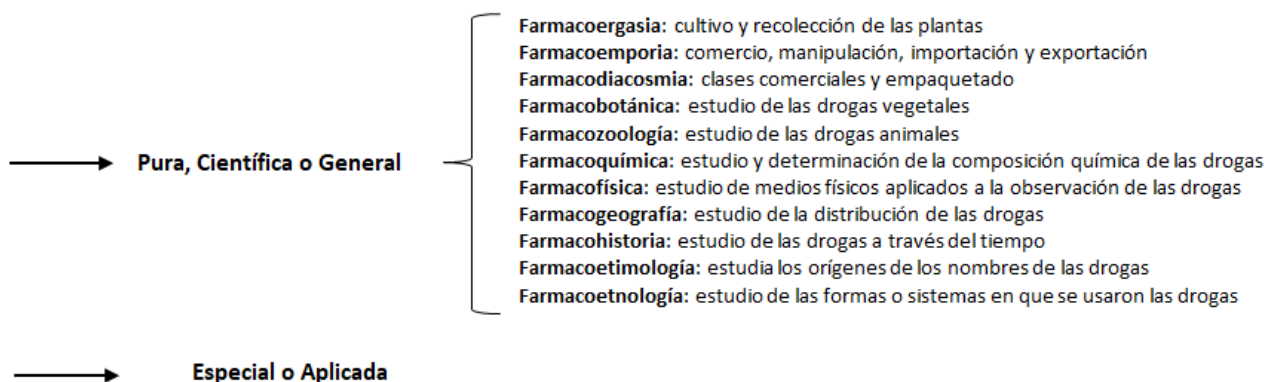 Farmacoergasia: cultivo y recolección de las plantas
Farmacoemporia: comercio, manipulación, importación y exportación
Farmacodiacosmia: clases comerciales y empaquetado
Farmacobotánica: estudio de las drogas vegetales
Farmacozoología: estudio de las drogas animales
Pura, Científica o General
Farmacoquímica: estudio y determinación de la composición química de las drogas
Farmacofísica: estudio de medios físicos aplicados a la observación de las drogas
Farmacogeografía: estudio de la distribución de las drogas
Farmacohistoria: estudio de las drogas a través del tiempo
Farmacoetimología: estudia los orígenes de los nombres de las drogas
Farmacoetnología: estudio de las formas o sistemas en que se usaron las drogas
Especial o Aplicada